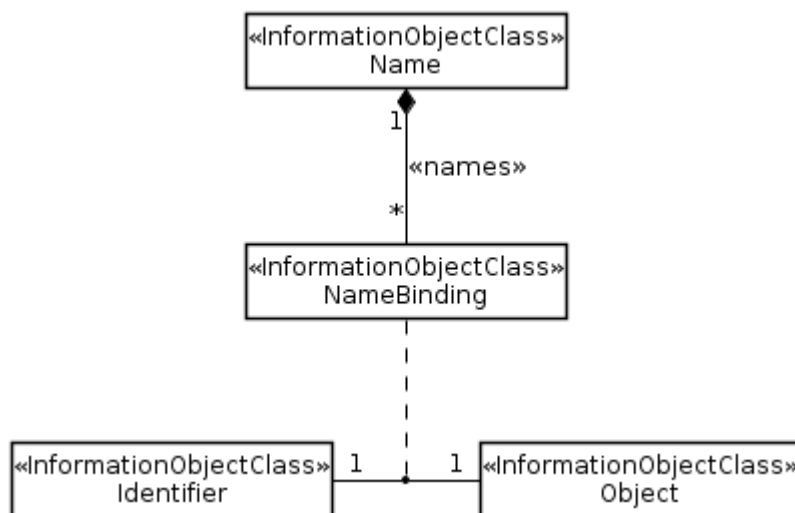 «InformationObjectClass»
Name
1
«names»
*
«InformationObjectClass»
NameBinding
«InformationObjectClass»
Identifier
1
1
«InformationObjectClass»
Object